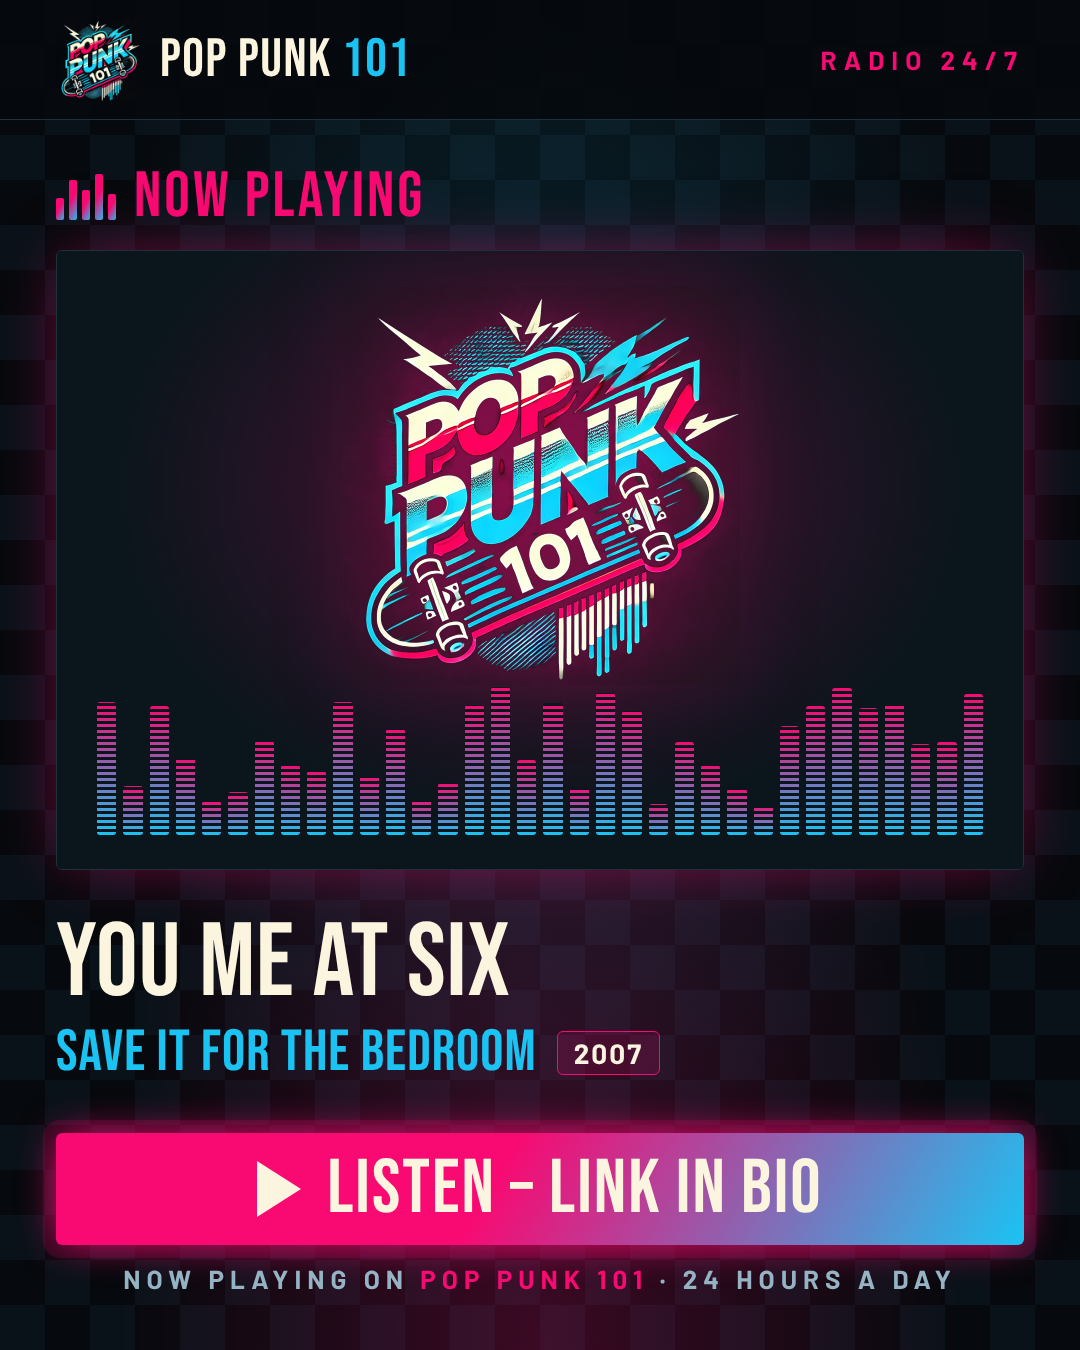 POP
PUNK
101
POP PUNK 101
RADIO 24/7
NOW PLAYING
POP
PUNK
101
YOU ME AT SIX
SAVE IT FOR THE BEDROOM
2007
LISTEN – LINK IN BIO
NOW PLAYING ON POP PUNK 101 · 24 HOURS A DAY